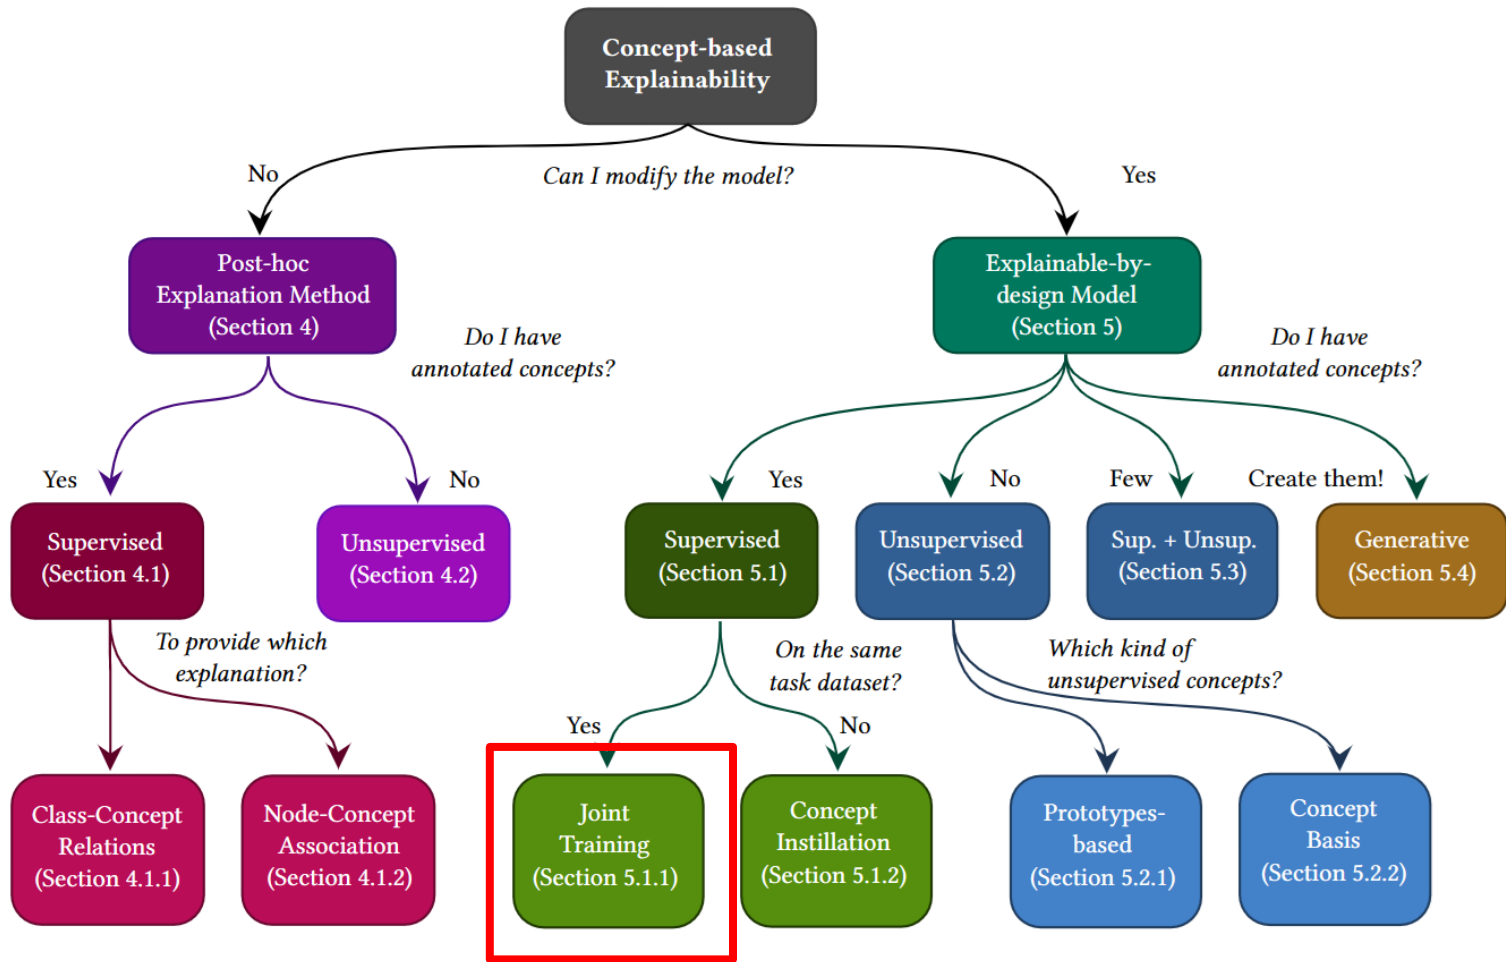 Concept-based
Explainability
No
Can I modify the model?
Yes
Post-hoc
Explanation Method
(Section 4)
Explainable-by-
design Model
(Section 5)
Do I have
annotated concepts?
Do I have
annotated concepts?
Yes
No
Yes
No
Few
Create them!
Supervised
(Section 4.1)
Unsupervised
(Section 4.2)
Supervised
(Section 5.1)
Unsupervised
(Section 5.2)
Sup. + Unsup.
(Section 5.3)
Generative
(Section 5.4)
To provide which
explanation?
On the same
task dataset?
Which kind of
unsupervised concepts?
Yes
No
Class-Concept
Relations
(Section 4.1.1)
Node-Concept
Association
(Section 4.1.2)
Joint
Training
(Section 5.1.1)
Concept
Instillation
(Section 5.1.2)
Prototypes-
based
(Section 5.2.1)
Concept
Basis
(Section 5.2.2)